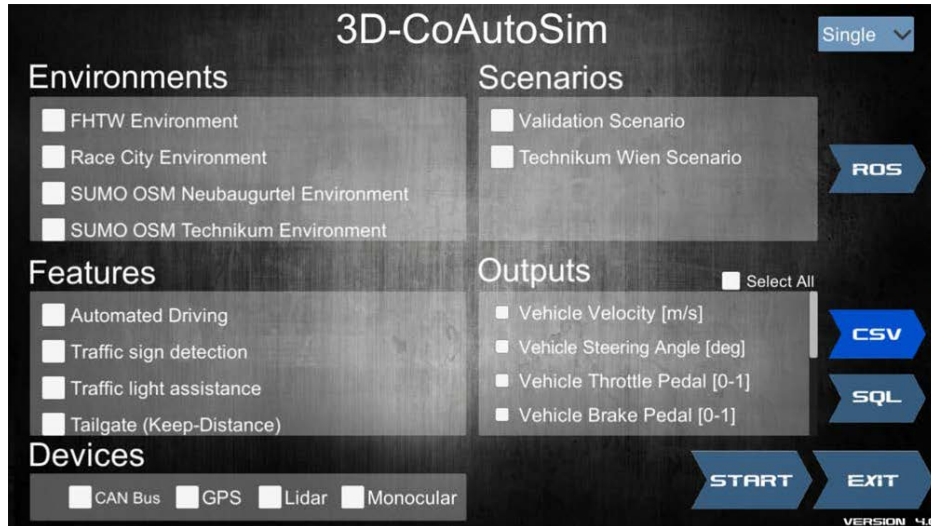 3D-CoAutoSim
Single
Environments
FHTW Environment
Race City Environment
SUMO OSM Neubaugurtel Environment
SUMO OSM Technikum Environment
Scenarios
Validation Scenario
Technikum Wien Scenario
ROS
Features
Automated Driving
Traffic sign detection
Traffic light assistance
Tailgate (Keep-Distance)
Outputs
Select All
Vehicle Velocity [m/s]
Vehicle Steering Angle [deg]
Vehicle Throttle Pedal [0-1]
Vehicle Brake Pedal [0-1]
CSV
SQL
Devices
CAN Bus GPS Lidar Monocular
START EXIT
VERSION